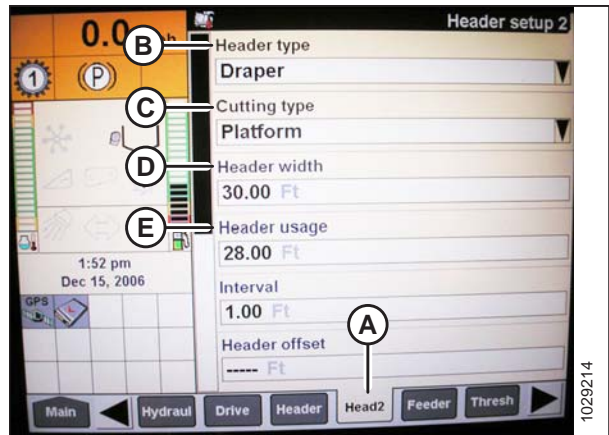 0.0
Header setup 2
B
Header type
1
(P)
Draper
C
Cutting type
Platform
D
Header width
30.00 Ft
E
Header usage
28.00 Ft
1:52 pm
Dec 15, 2006
Interval
1.00 Ft
GPS
A
Header offset
----- Ft
Main
Hydraul
Drive
Header
Head2
Feeder
Thresh
1029214